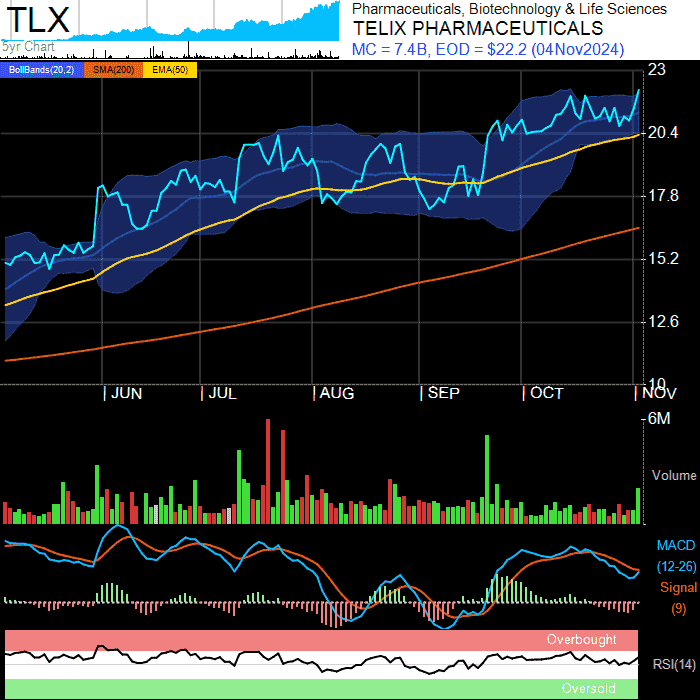 TLX
5yr Chart
Pharmaceuticals, Biotechnology & Life Sciences
TELIX PHARMACEUTICALS
MC = 7.4B, EOD = $22.2 (04Nov2024)
BollBands(20,2) SMA(200) EMA(50)
23
20.4
17.8
15.2
12.6
10
JUN JUL AUG SEP OCT NOV
6M
Volume
MACD
(12-26)
Signal
(9)
Overbought
RSI(14)
Oversold